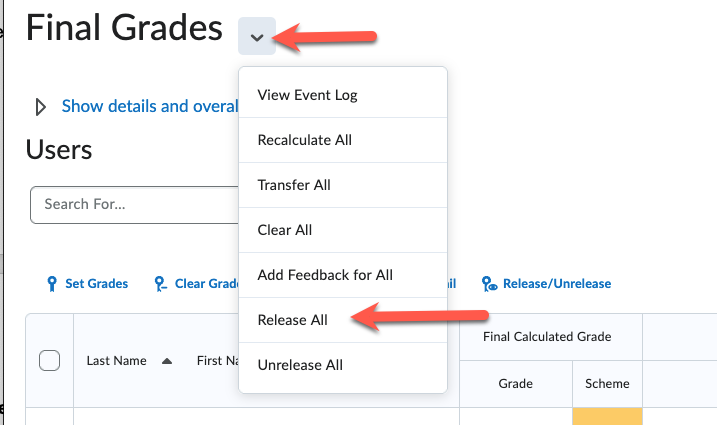 Final Grades
View Event Log
Show details and overal
Recalculate All
Users
Transfer All
Search For...
Clear All
Add Feedback for All
Set Grades Clear Grad il Release/Unrelease
Release All
Final Calculated Grade
Last Name First Na
Unrelease All
Grade Scheme